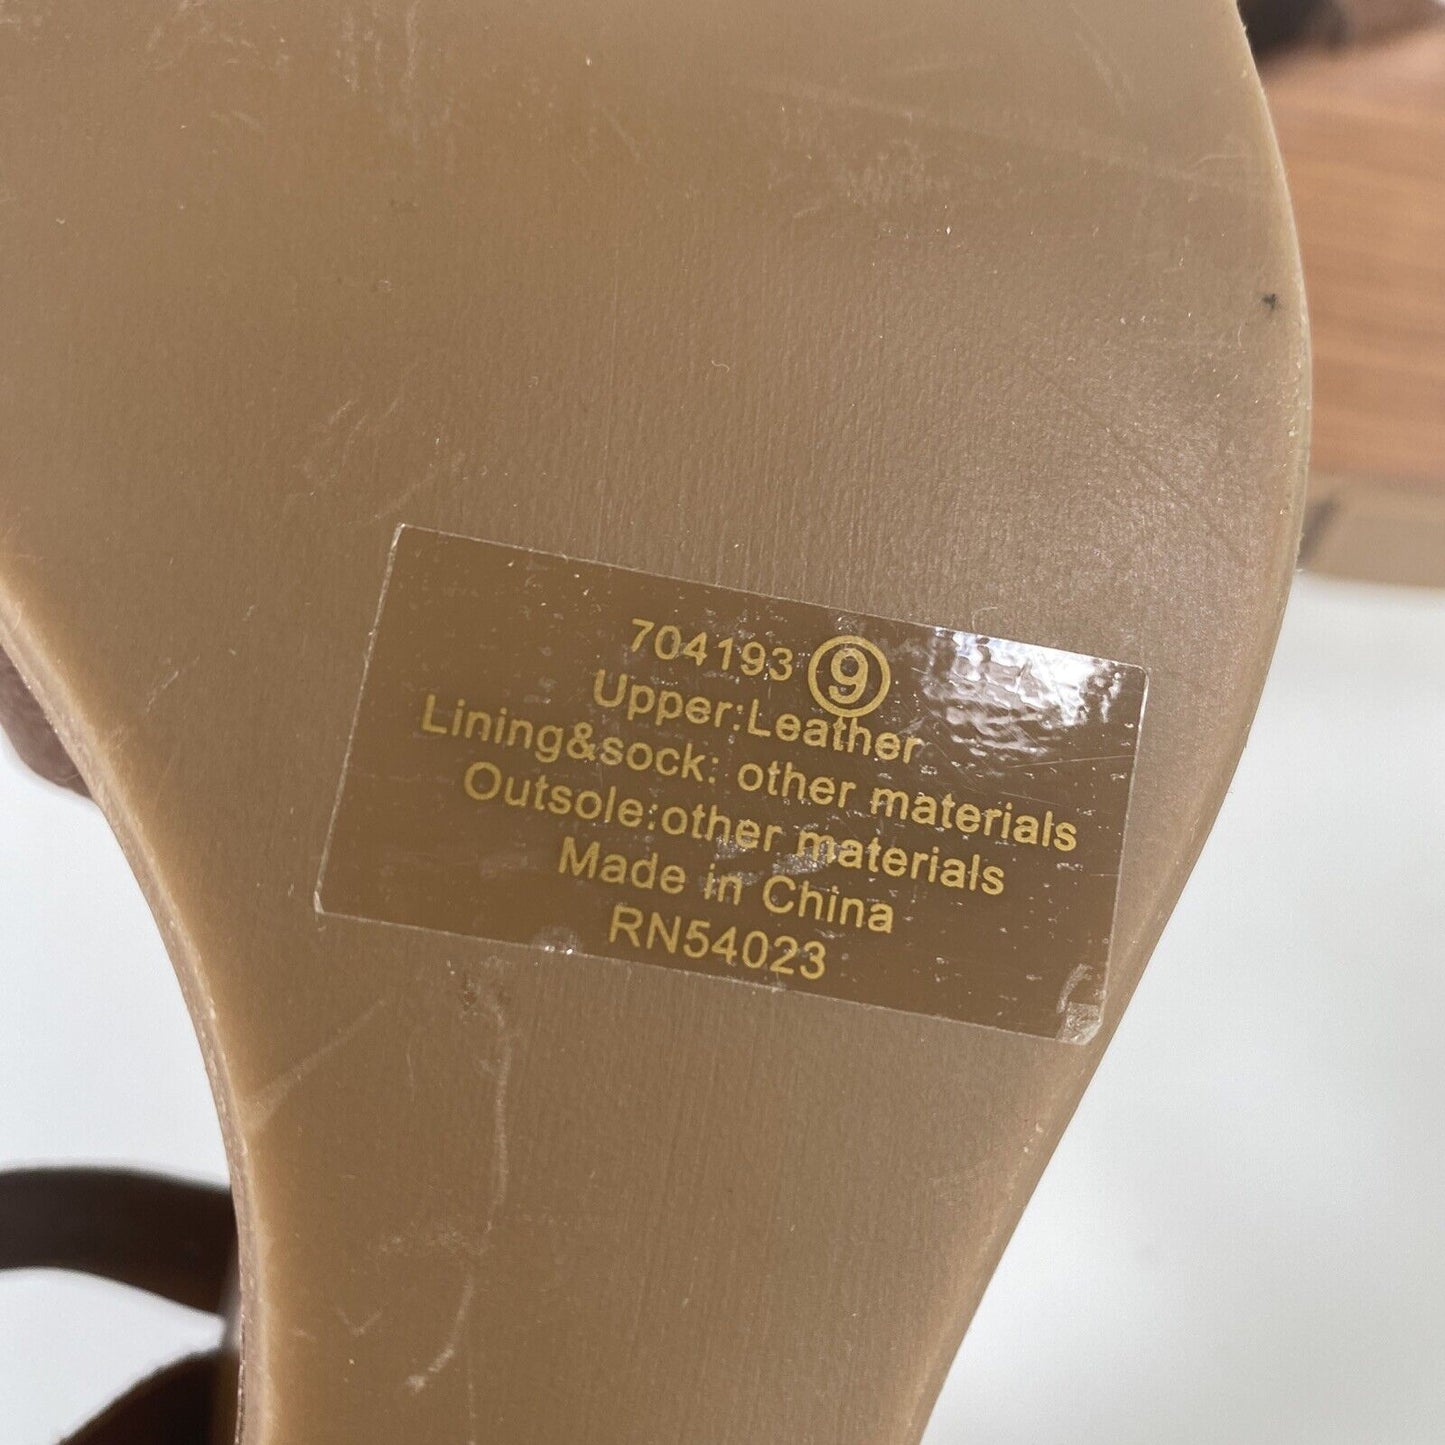 704193 9
Upper:Leather
Lining&sock: other materials
Outsole:other materials
Made in China
RN54023